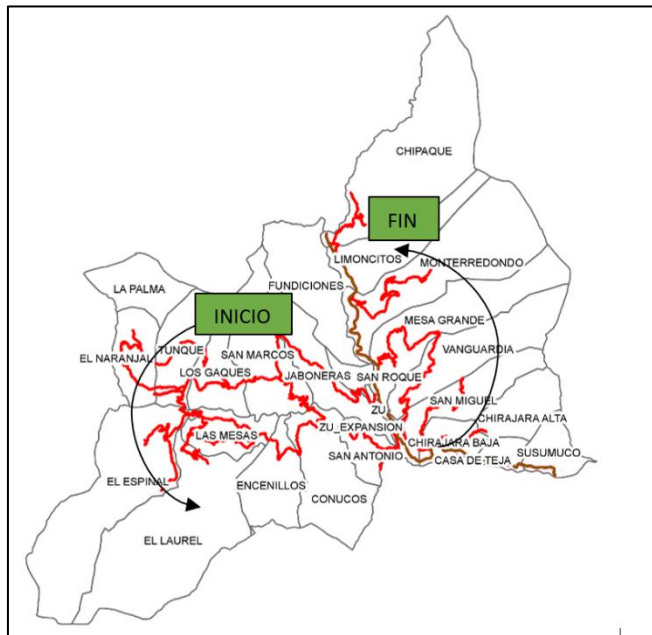 CHIPAQUE
FIN
LIMONCITOS
MONTERREDONDO
FUNDICIONES
LA PALMA
INICIO
MESA GRANDE
TUNQUE
SAN MARCOS
VANGUARDIA
EL NARANJAL
LOS GAQUES
JABONERAS
SAN ROQUE
SAN MIGUEL
ZU
CHIRAJARA ALTA
ZU_EXPANSION
LAS MESAS
CHIRAJARA BAJA
SAN ANTONIO
CASA DE TEJA
SUSUMUCO
EL ESPINAL
ENCENILLOS
CONUCOS
EL LAUREL